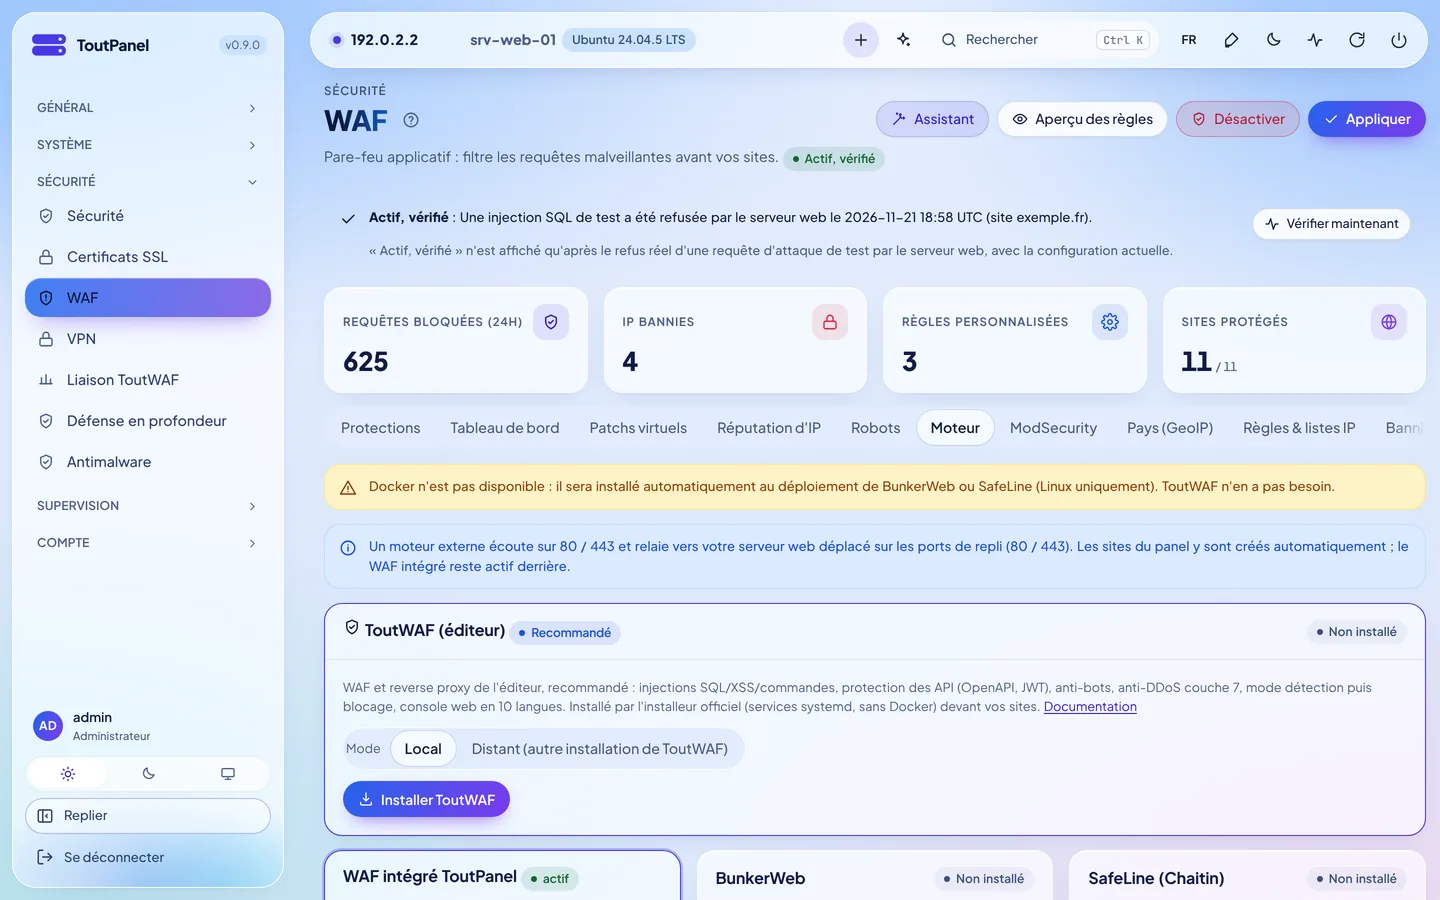 ToutPanel
v0.9.0
GÉNÉRAL
SYSTÈME
SÉCURITÉ
Sécurité
Certificats SSL
WAF
VPN
Liaison ToutWAF
Défense en profondeur
Antimalware
SUPERVISION
COMPTE
AD
admin
Administrateur
Replier
Se déconnecter
192.0.2.2
srv-web-01
Ubuntu 24.04.5 LTS
Rechercher
Ctrl K
FR
SÉCURITÉ
WAF
Assistant
Aperçu des règles
Désactiver
Appliquer
Pare-feu applicatif : filtre les requêtes malveillantes avant vos sites.
Actif, vérifié
Actif, vérifié : Une injection SQL de test a été refusée par le serveur web le 2026-11-21 18:58 UTC (site exemple.fr).
« Actif, vérifié » n'est affiché qu'après le refus réel d'une requête d'attaque de test par le serveur web, avec la configuration actuelle.
Vérifier maintenant
REQUÊTES BLOQUÉES (24H)
625
IP BANNIES
4
RÈGLES PERSONNALISÉES
3
SITES PROTÉGÉS
11 / 11
Protections
Tableau de bord
Patchs virtuels
Réputation d'IP
Robots
Moteur
ModSecurity
Pays (GeoIP)
Règles & listes IP
Docker n'est pas disponible : il sera installé automatiquement au déploiement de BunkerWeb ou SafeLine (Linux uniquement). ToutWAF n'en a pas besoin.
Un moteur externe écoute sur 80 / 443 et relaie vers votre serveur web déplacé sur les ports de repli (80 / 443). Les sites du panel y sont créés automatiquement ; le
WAF intégré reste actif derrière.
ToutWAF (éditeur)
Recommandé
Non installé
WAF et reverse proxy de l'éditeur, recommandé : injections SQL/XSS/commandes, protection des API (OpenAPI, JWT), anti-bots, anti-DDoS couche 7, mode détection puis
blocage, console web en 10 langues. Installé par l'installeur officiel (services systemd, sans Docker) devant vos sites. Documentation
Mode
Local
Distant (autre installation de ToutWAF)
Installer ToutWAF
WAF intégré ToutPanel
actif
BunkerWeb
Non installé
SafeLine (Chaitin)
Non installé